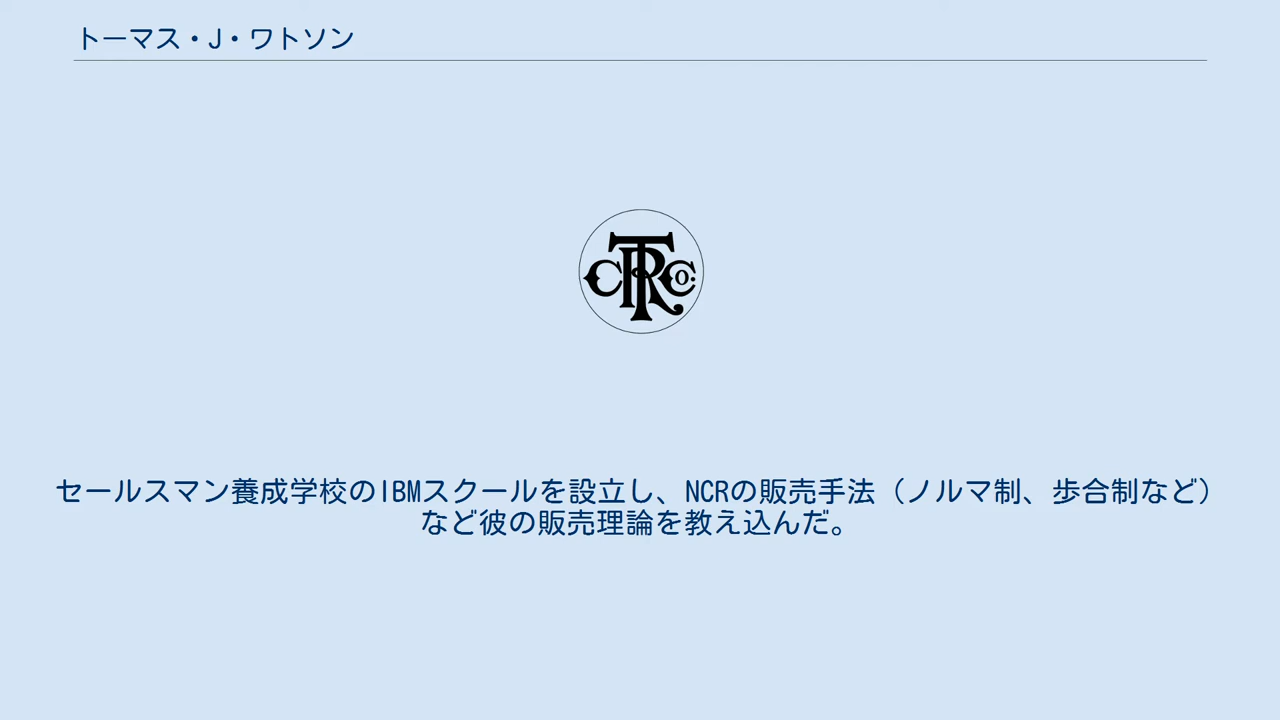 トーマス・J・ワトソン
CTR Co:
セールスマン養成学校のIBMスクールを設立し、NCRの販売手法（ノルマ制、歩合制など）
など彼の販売理論を教え込んだ。